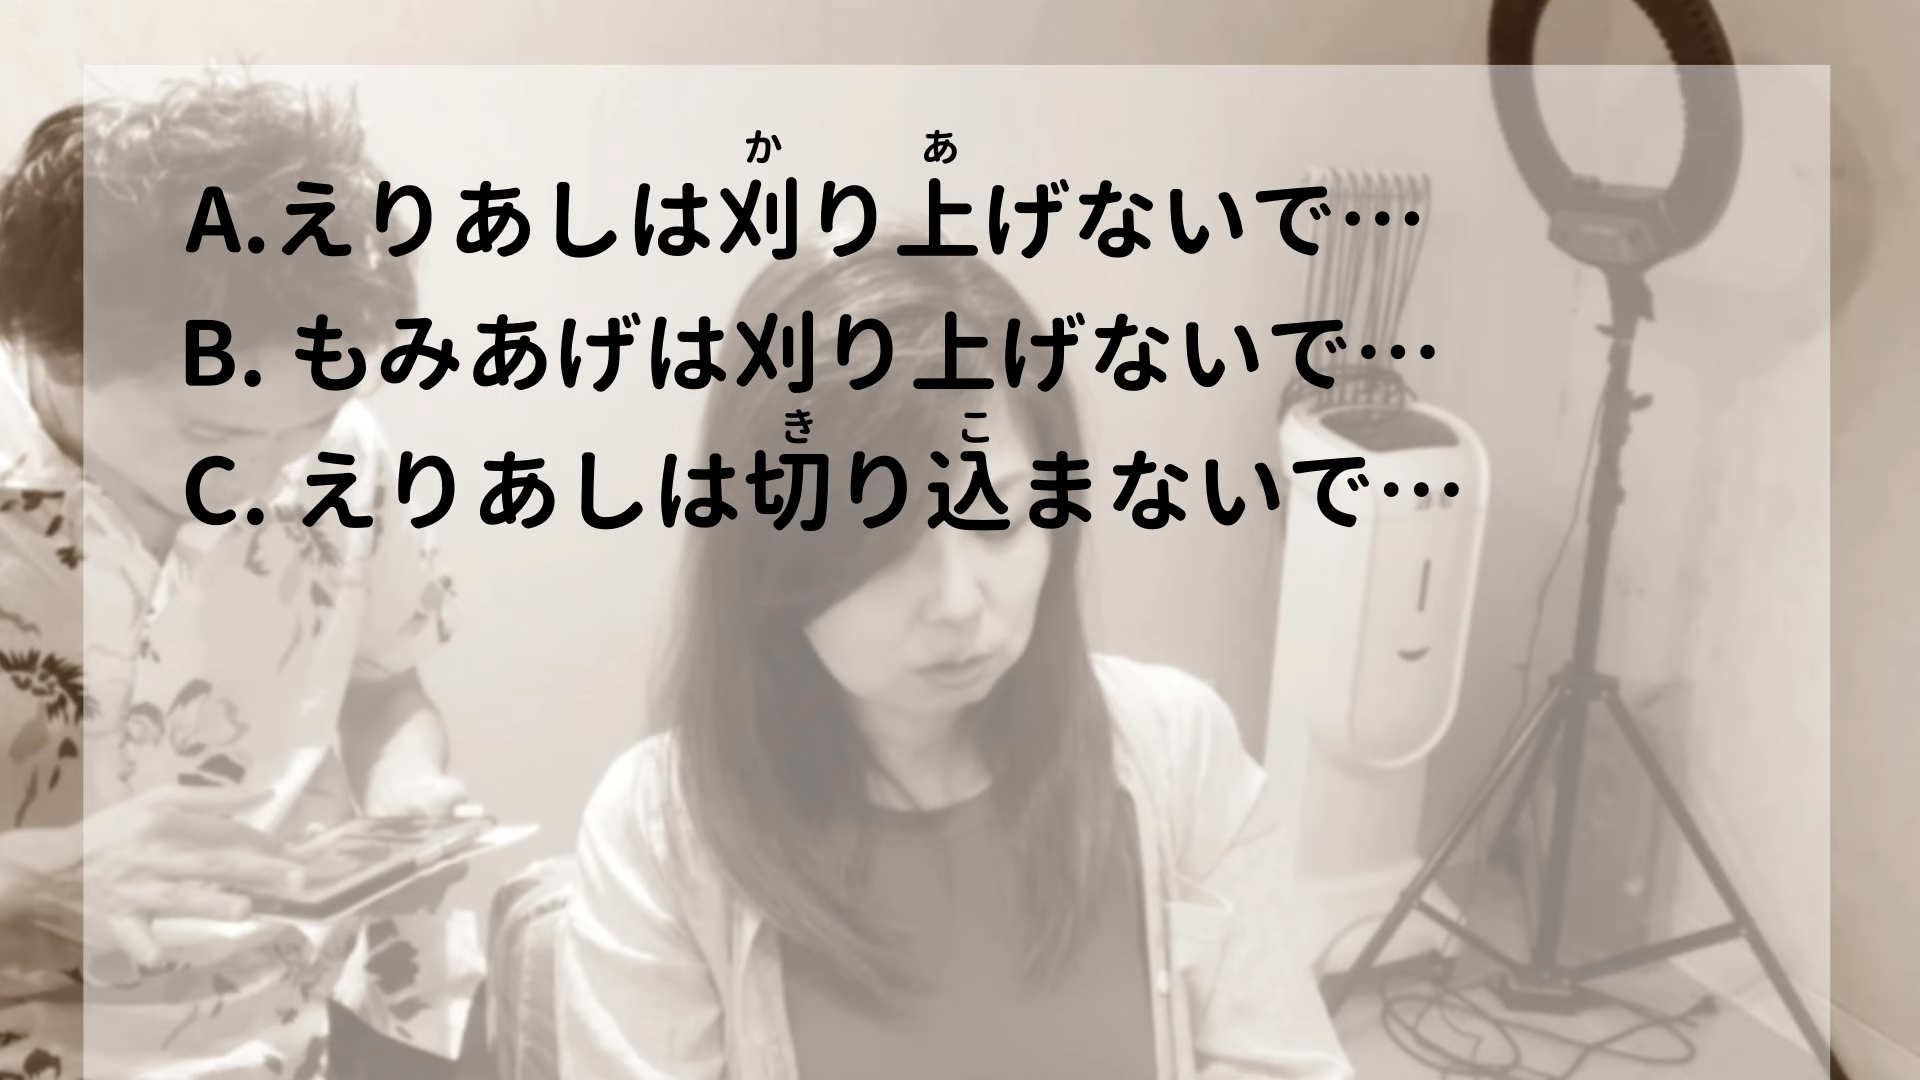 か あ
A.えりあしは刈り上げないで…
B. もみあげは刈り上げないで…
き こ
C. えりあしは切り込まないで…